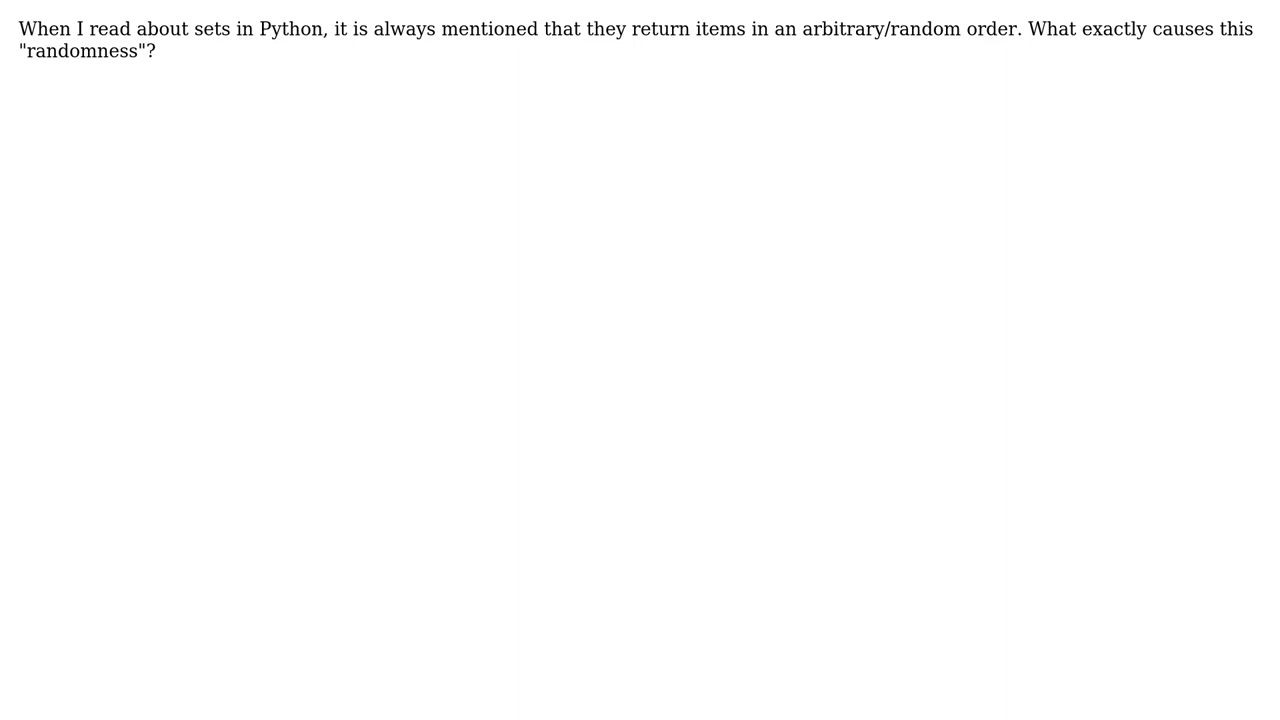 When I read about sets in Python, it is always mentioned that they return items in an arbitrary/random order. What exactly causes this
"randomness"?